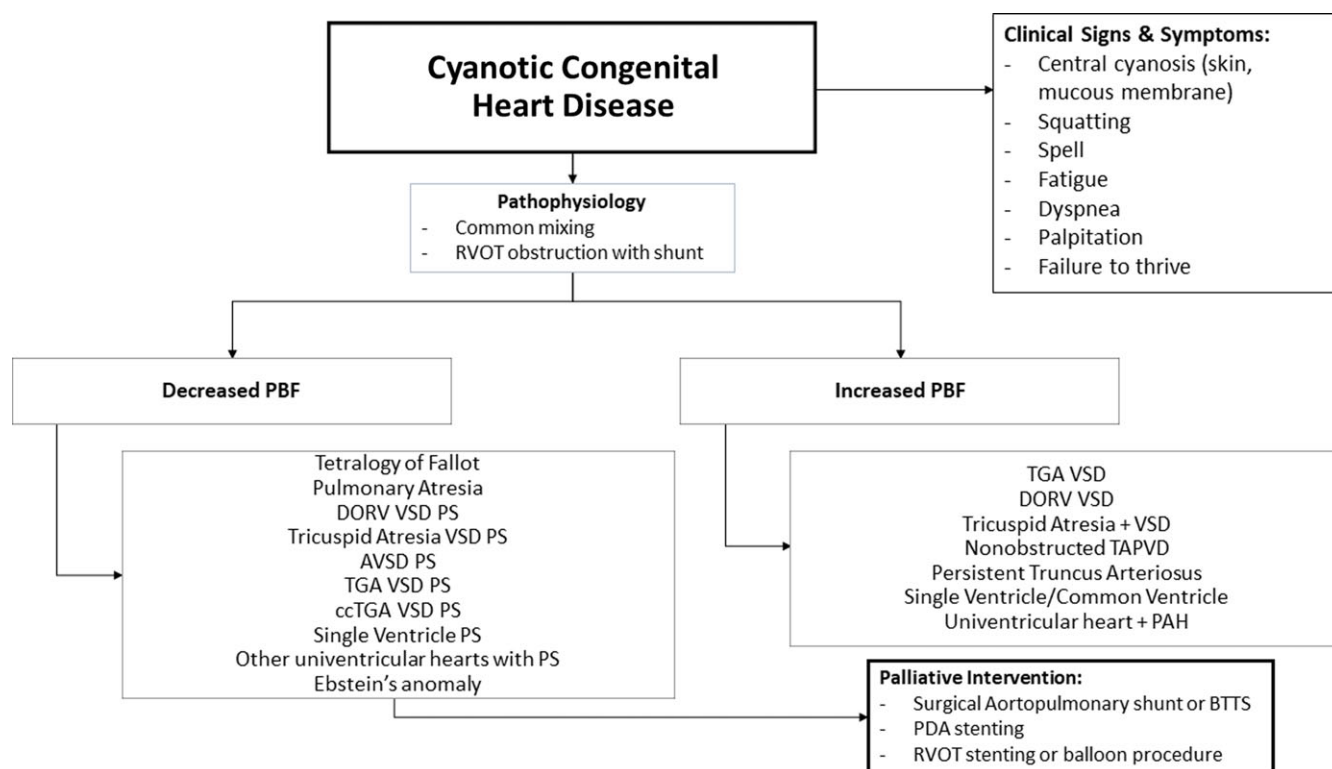 Cyanotic Congenital
Heart Disease
Clinical Signs & Symptoms:
- Central cyanosis (skin,
mucous membrane)
- Squatting
- Spell
- Fatigue
- Dyspnea
- Palpitation
- Failure to thrive
Pathophysiology
- Common mixing
- RVOT obstruction with shunt
Decreased PBF
Tetralogy of Fallot
Pulmonary Atresia
DORV VSD PS
Tricuspid Atresia VSD PS
AVSD PS
TGA VSD PS
ccTGA VSD PS
Single Ventricle PS
Other univentricular hearts with PS
Ebstein’s anomaly
Increased PBF
TGA VSD
DORV VSD
Tricuspid Atresia + VSD
Nonobstructed TAPVD
Persistent Truncus Arteriosus
Single Ventricle/Common Ventricle
Univentricular heart + PAH
Palliative Intervention:
- Surgical Aortopulmonary shunt or BTTS
- PDA stenting
- RVOT stenting or balloon procedure